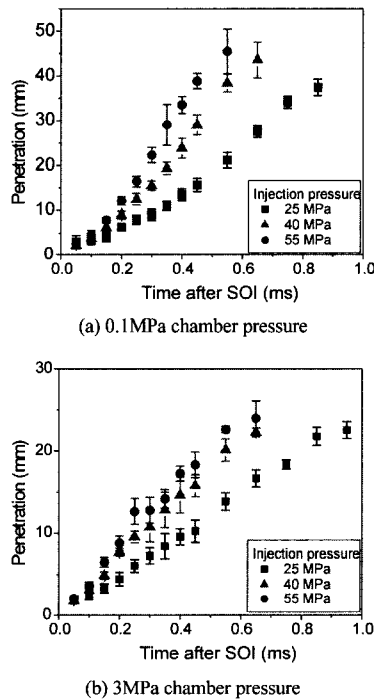 50
40
30
20
10
0
Penetration (mm)
Injection pressure
25 MPa
40 MPa
55 MPa
0.0 0.2 0.4 0.6 0.8 1.0
Time after SOI (ms)
(a) 0.1MPa chamber pressure
30
20
10
0
Penetration (mm)
Injection pressure
25 MPa
40 MPa
55 MPa
0.0 0.2 0.4 0.6 0.8 1.0
Time after SOI (ms)
(b) 3MPa chamber pressure